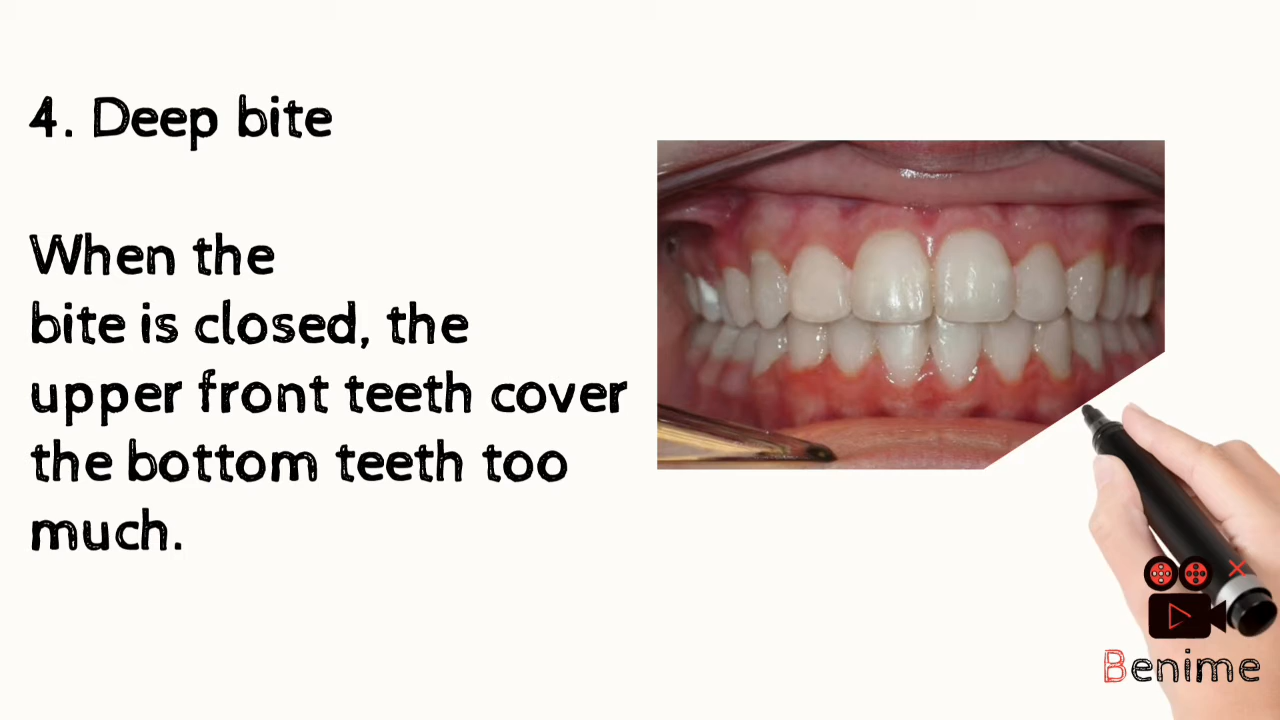 4. Deep bite
When the
bite is closed, the
upper front teeth cover
the bottom teeth too
much.
Benime